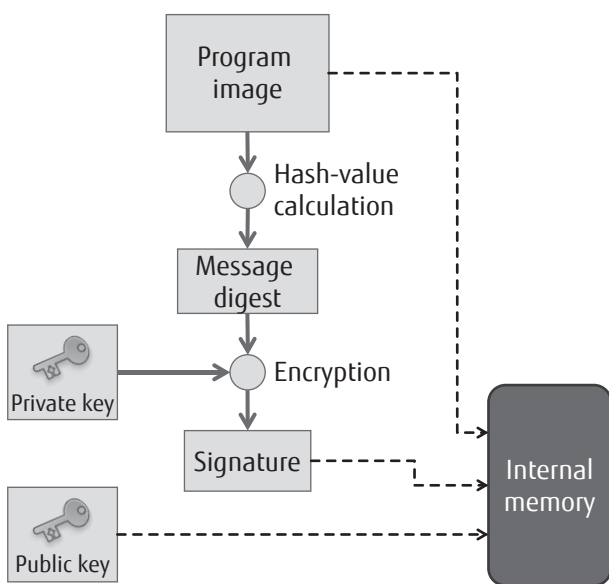 Program
image
Hash-value
calculation
Message
digest
Private key
Encryption
Signature
Internal
memory
Public key